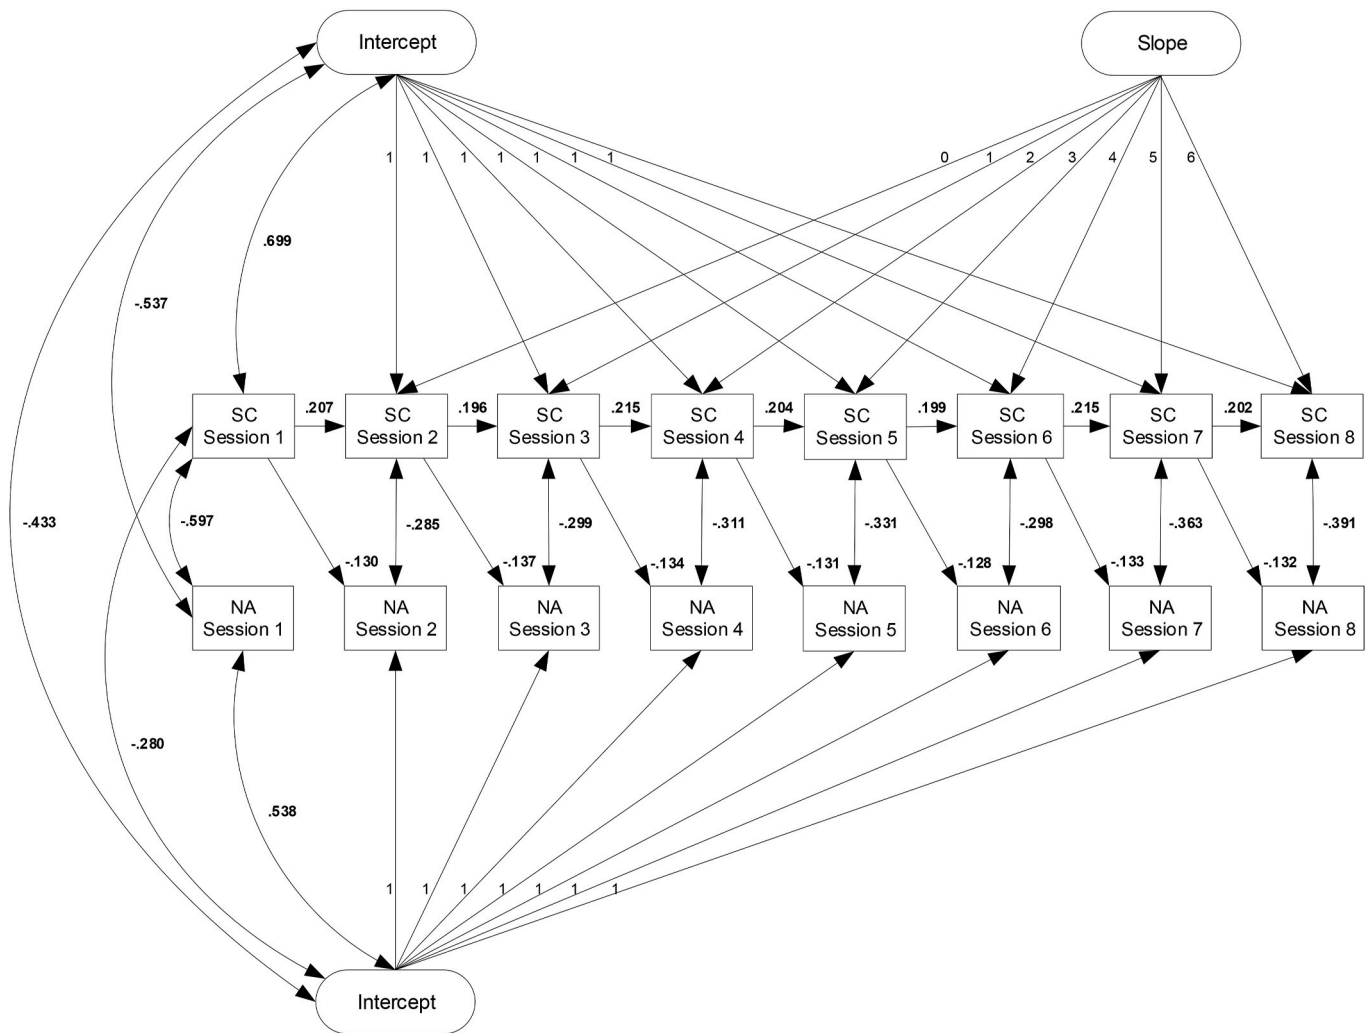 Intercept
Slope
1 1 1 1 1 1 1 0 1 2 3 4 5 6
.699
-.537
.207 .196 .215 .204 .199 .215 .202
SC
Session 1
SC
Session 2
SC
Session 3
SC
Session 4
SC
Session 5
SC
Session 6
SC
Session 7
SC
Session 8
-.433
-.597
-.285 -.299 -.311 -.331 -.298 -.363 -.391
-.130 -.137 -.134 -.131 -.128 -.133 -.132
NA
Session 1
NA
Session 2
NA
Session 3
NA
Session 4
NA
Session 5
NA
Session 6
NA
Session 7
NA
Session 8
-.280
.538
1 1 1 1 1 1 1
Intercept